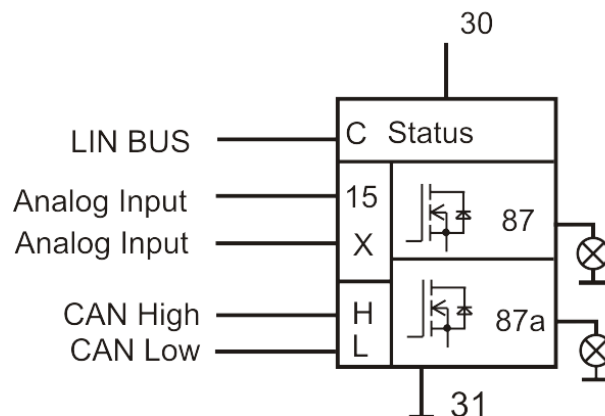 30
LIN BUS C Status
Analog Input 15
Analog Input X 87
CAN High H
CAN Low L 87a
31